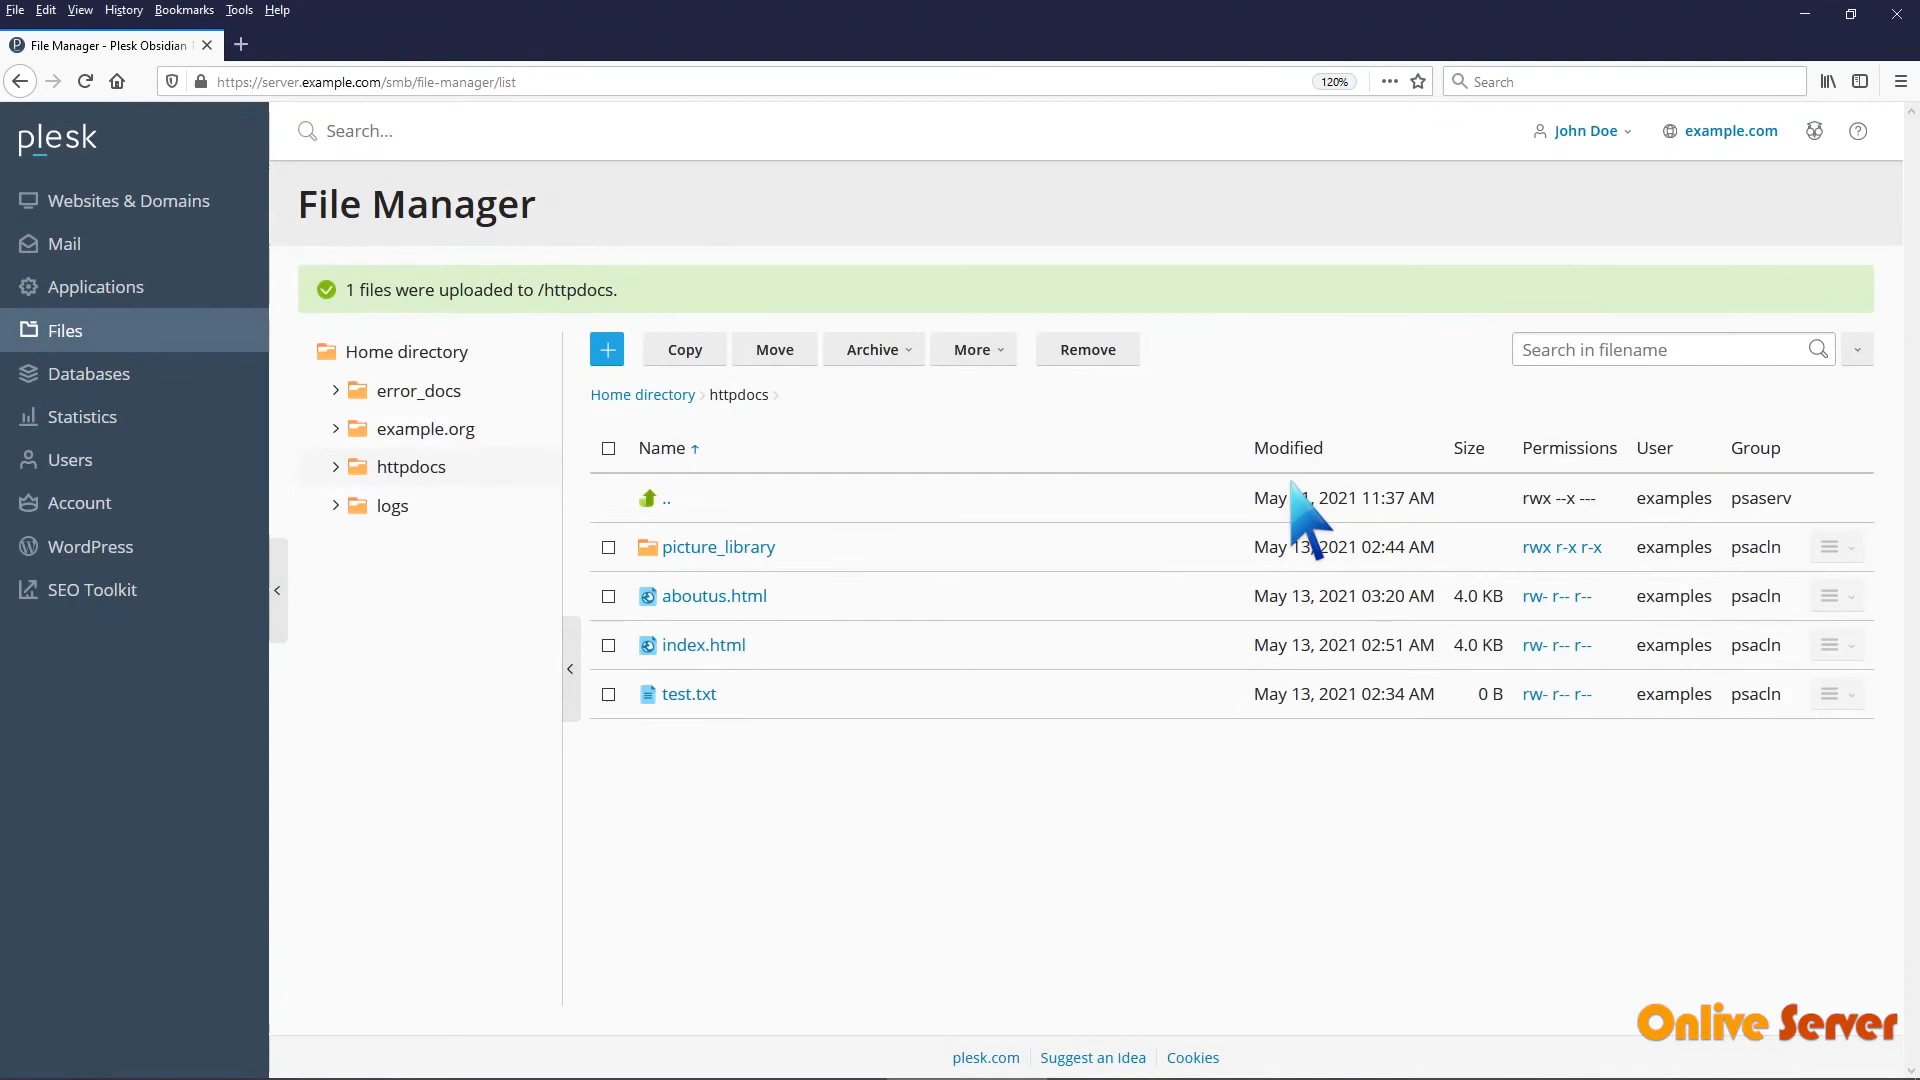 File Edit View History Bookmarks Tools Help
File Manager - Plesk Obsidian
https://server.example.com/smb/file-manager/list 120% Search
plesk
Search...
John Doe example.com
Websites & Domains
Mail
Applications
Files
Databases
Statistics
Users
Account
WordPress
SEO Toolkit
File Manager
1 files were uploaded to /httpdocs.
Home directory
error_docs
example.org
httpdocs
logs
Copy Move Archive More Remove Search in filename
Home directory httpdocs
Name Modified Size Permissions User Group
.. May , 2021 11:37 AM rwx --x --- examples psaserv
picture_library May 13, 2021 02:44 AM rwx r-x r-x examples psacln
aboutus.html May 13, 2021 03:20 AM 4.0 KB rw- r-- r-- examples psacln
index.html May 13, 2021 02:51 AM 4.0 KB rw- r-- r-- examples psacln
test.txt May 13, 2021 02:34 AM 0 B rw- r-- r-- examples psacln
Onlive Server
plesk.com Suggest an Idea Cookies